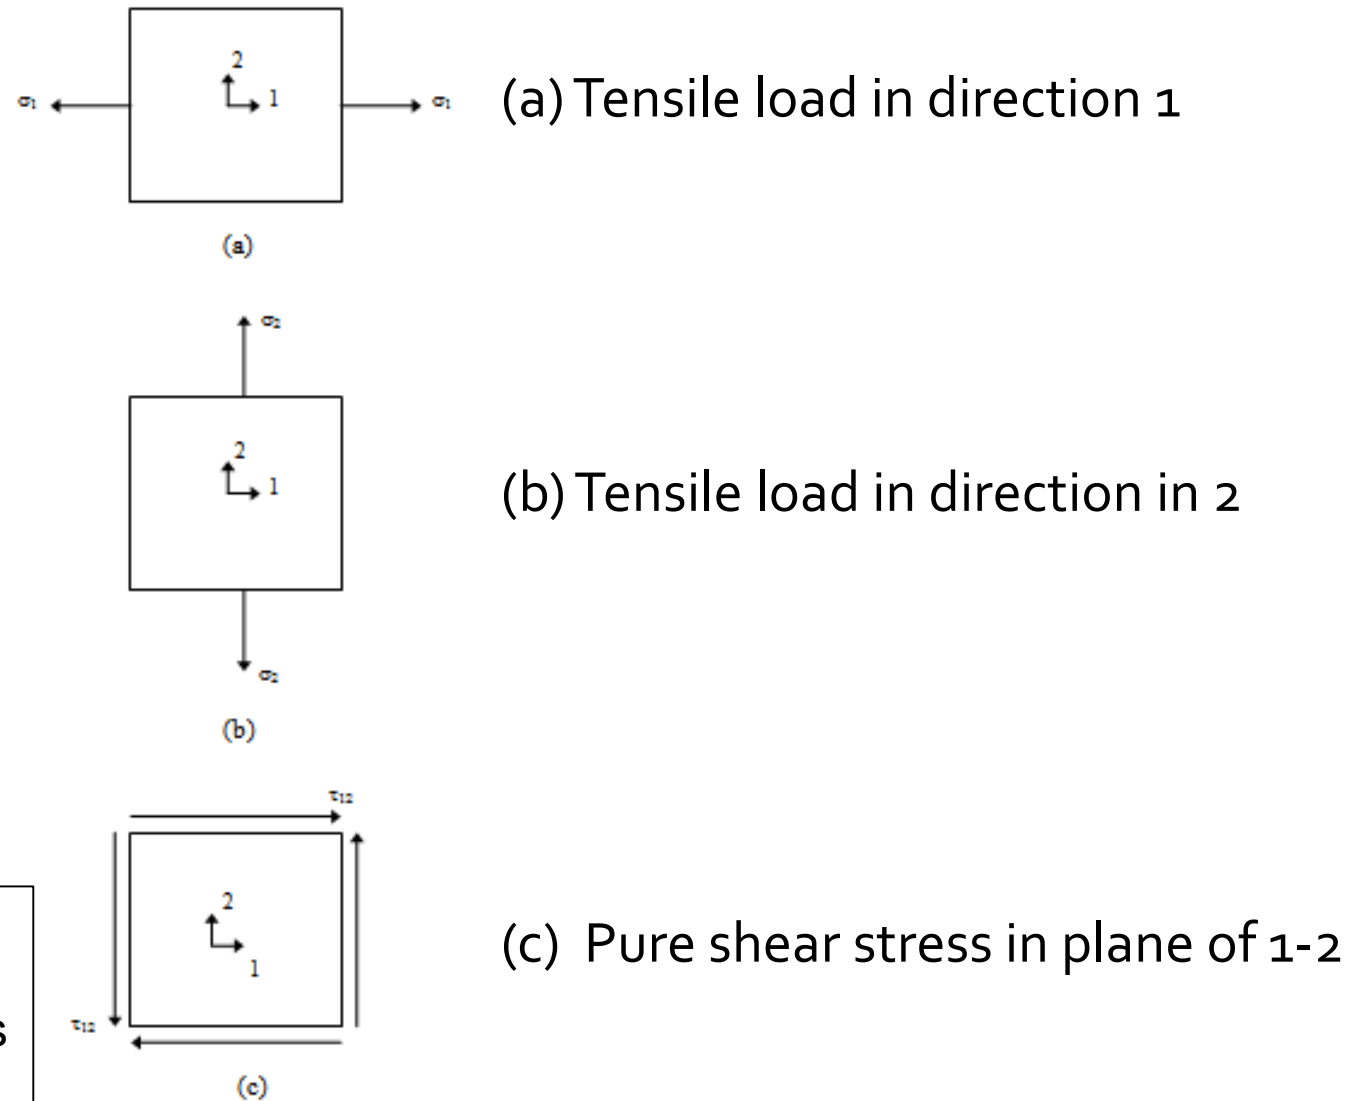 2
σ₁
1
σ₁
(a) Tensile load in direction 1
(a)
σ₂
2
1
(b) Tensile load in direction in 2
σ₂
(b)
τ₁₂
2
1
(c) Pure shear stress in plane of 1-2
s
τ₁₂
(c)